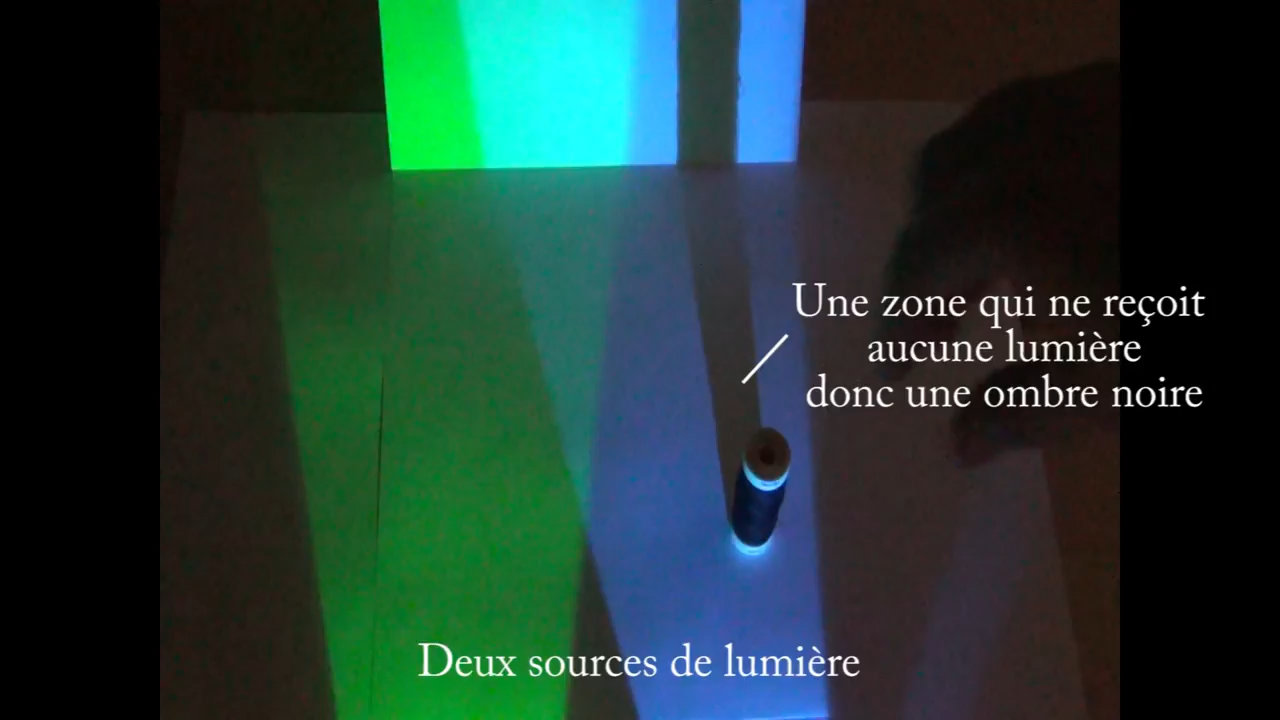 Une zone qui ne reçoit
aucune lumière
donc une ombre noire
Deux sources de lumière